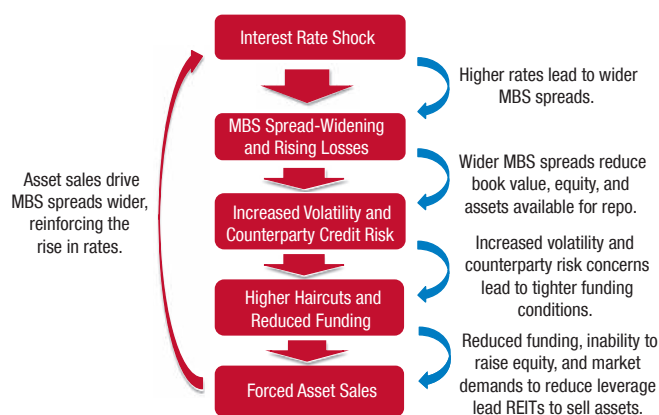 Interest Rate Shock
Higher rates lead to wider
MBS spreads.
MBS Spread-Widening
and Rising Losses
Wider MBS spreads reduce
book value, equity, and
assets available for repo.
Asset sales drive
MBS spreads wider,
reinforcing the
rise in rates.
Increased Volatility and
Counterparty Credit Risk
Increased volatility and
counterparty risk concerns
lead to tighter funding
conditions.
Higher Haircuts and
Reduced Funding
Reduced funding, inability to
raise equity, and market
demands to reduce leverage
lead REITs to sell assets.
Forced Asset Sales